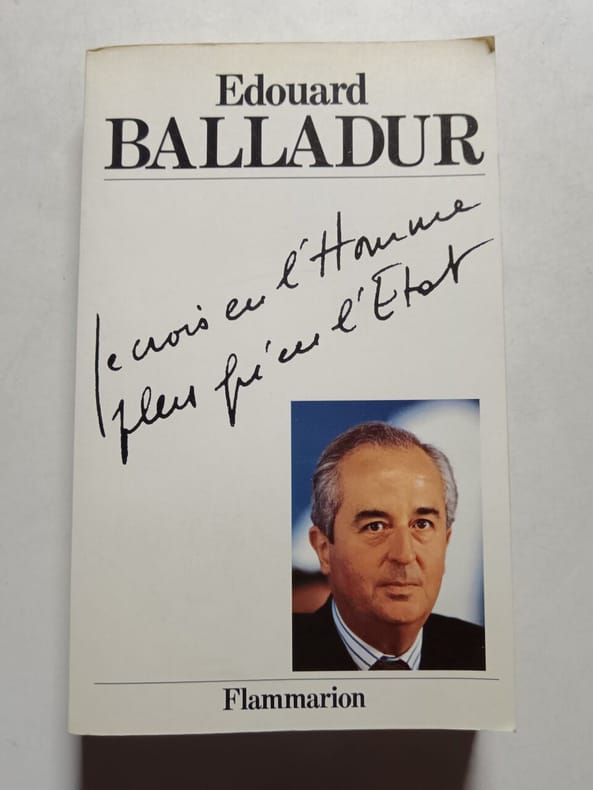 Edouard
BALLADUR
Je crois en l'Homme
plus qu'en l'Etat
Flammarion